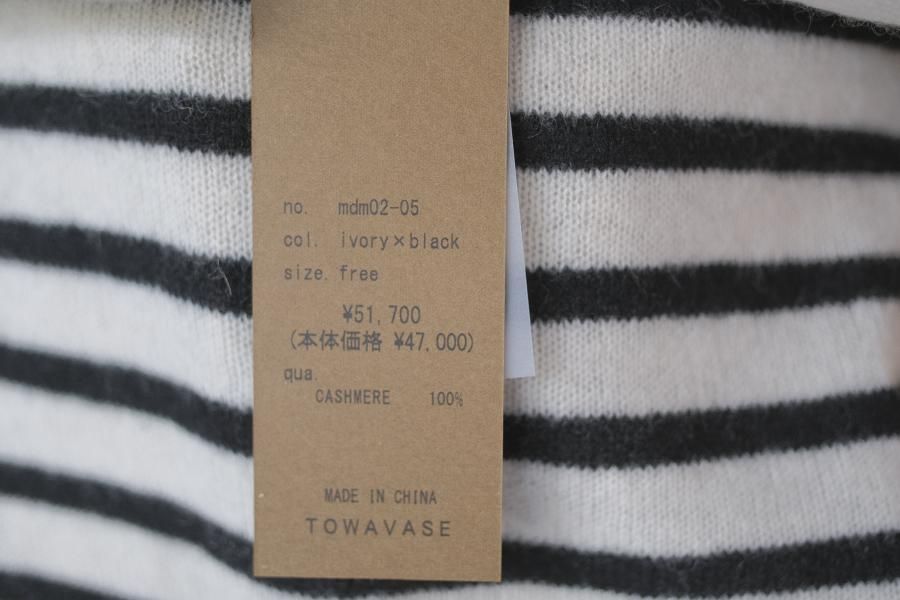 no. mdm02-05
col. ivory×black
size. free
¥51,700
(本体価格 ¥47,000)
qua.
CASHMERE 100%
MADE IN CHINA
TOWAVASE